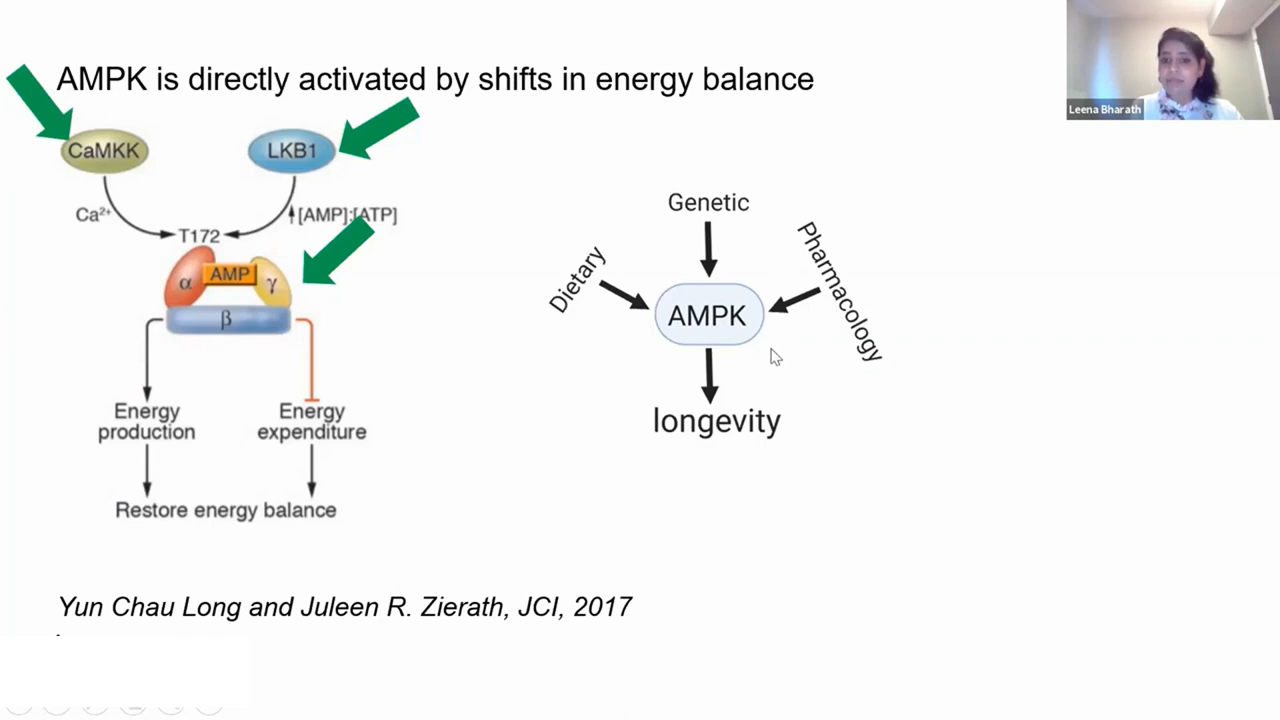 AMPK is directly activated by shifts in energy balance
Leena Bharath
CaMKK
LKB1
Ca²⁺
[AMP]:[ATP]
T172
α
AMP
γ
β
Energy
production
Energy
expenditure
Restore energy balance
Genetic
Dietary
Pharmacology
AMPK
longevity
Yun Chau Long and Juleen R. Zierath, JCI, 2017